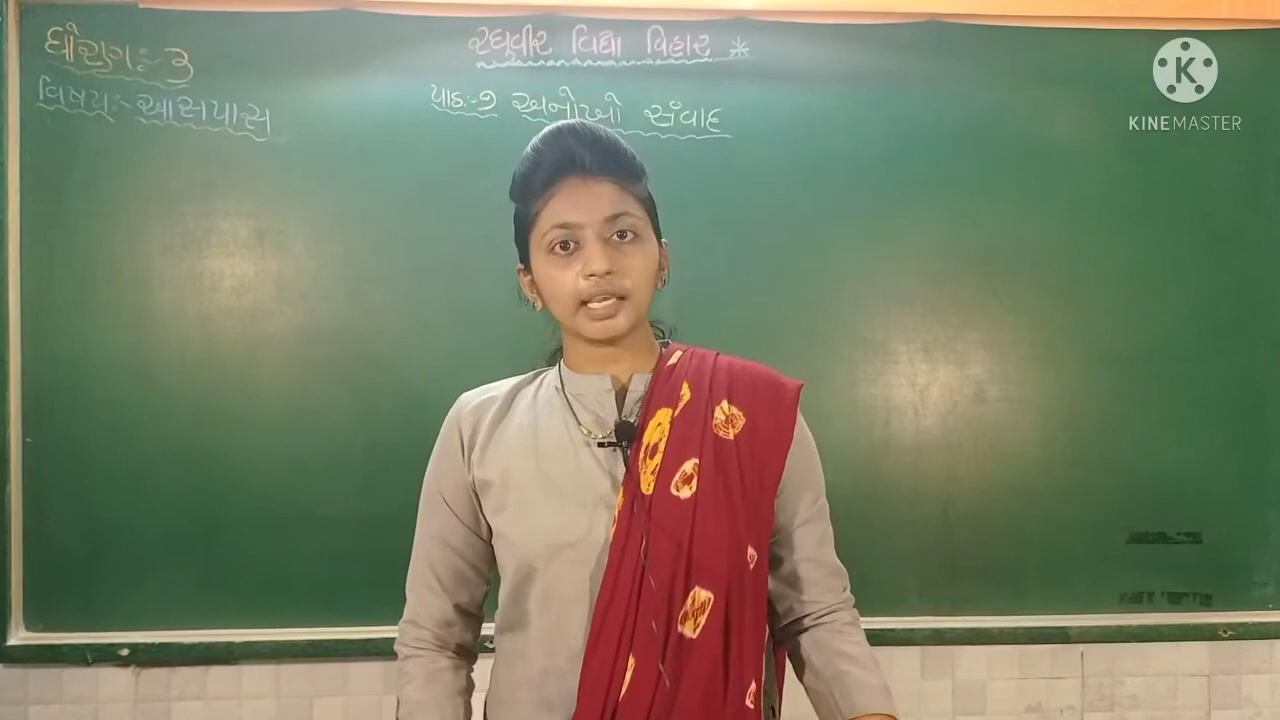 રઘુવીર વિદ્યા વિહાર *
ધોરણ:- ૩
વિષય:- આસપાસ
પાઠ:-૭ અનોખો સંવાદ
K
KINEMASTER